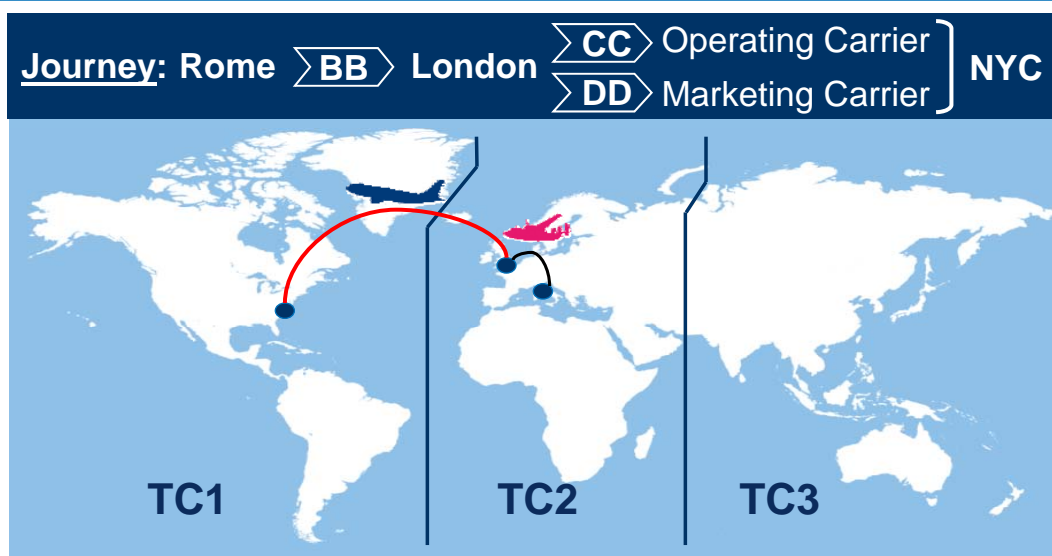 CC Operating Carrier
Journey: Rome BB London NYC
DD Marketing Carrier
TC1 TC2 TC3